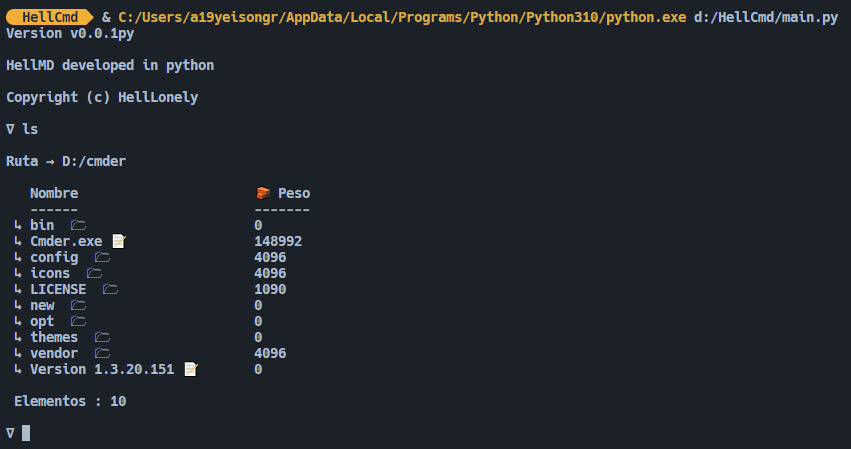 HellCmd & C:/Users/a19yeisongr/AppData/Local/Programs/Python/Python310/python.exe d:/HellCmd/main.py
Version v0.0.1py
HellMD developed in python
Copyright (c) HellLonely
∇ ls
Ruta → D:/cmder
Nombre 🧱 Peso
------ -------
↳ bin 🗁 0
↳ Cmder.exe 📝 148992
↳ config 🗁 4096
↳ icons 🗁 4096
↳ LICENSE 🗁 1090
↳ new 🗁 0
↳ opt 🗁 0
↳ themes 🗁 0
↳ vendor 🗁 4096
↳ Version 1.3.20.151 📝 0
Elementos : 10
∇